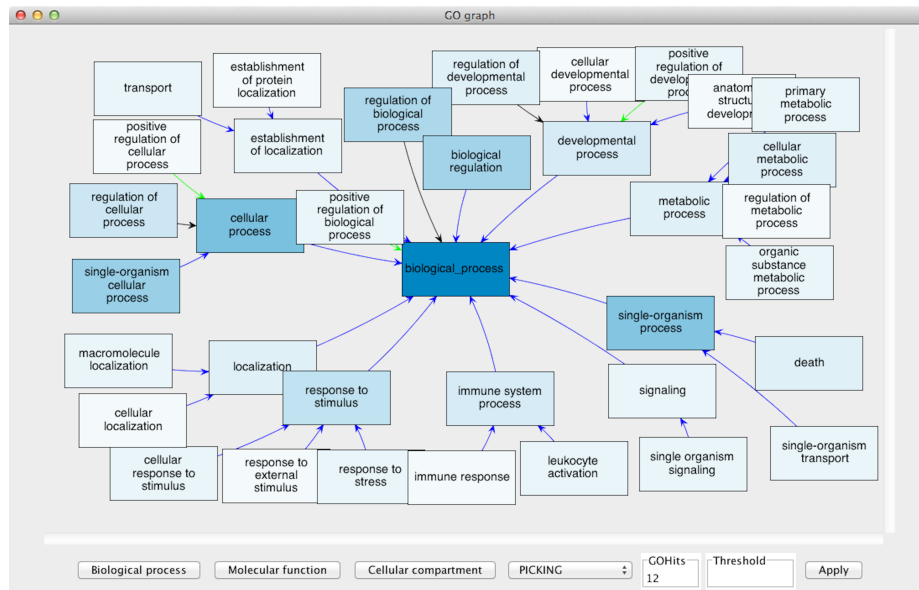 GO graph
transport
establishment
of protein
localization
regulation of
developmental
process
cellular
developmental
process
positive
regulation of
regulation of
biological
process
primary
metabolic
process
positive
regulation of
cellular
process
establishment
of localization
biological
regulation
developmental
process
cellular
metabolic
process
regulation of
cellular
process
cellular
process
positive
regulation of
biological
process
metabolic
process
regulation of
metabolic
process
single-organism
cellular
process
biological_process
organic
substance
metabolic
process
single-organism
process
macromolecule
localization
localization
death
response to
stimulus
immune system
process
signaling
cellular
localization
cellular
response to
stimulus
response to
external
stimulus
response to
stress
immune response
leukocyte
activation
single organism
signaling
single-organism
transport
Biological process
Molecular function
Cellular compartment
PICKING
GOHits
12
Threshold
Apply